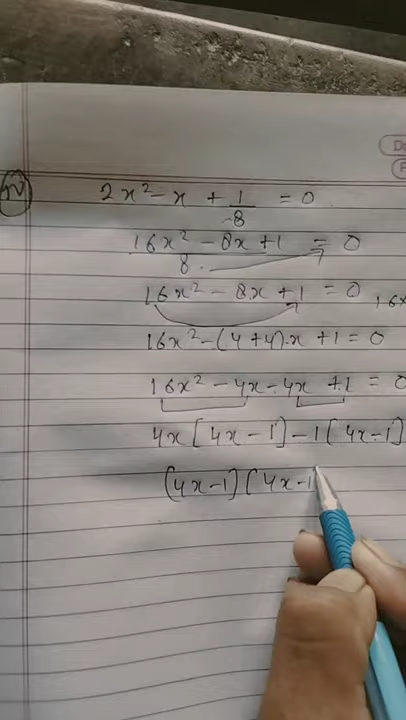 iv) 2x² - x + 1/8 = 0
(16x² - 8x + 1)/8 = 0
16x² - 8x + 1 = 0
16x² - (4+4)x + 1 = 0
16x² - 4x - 4x + 1 = 0
4x[4x - 1] - 1[4x - 1]
(4x-1)[4x-1